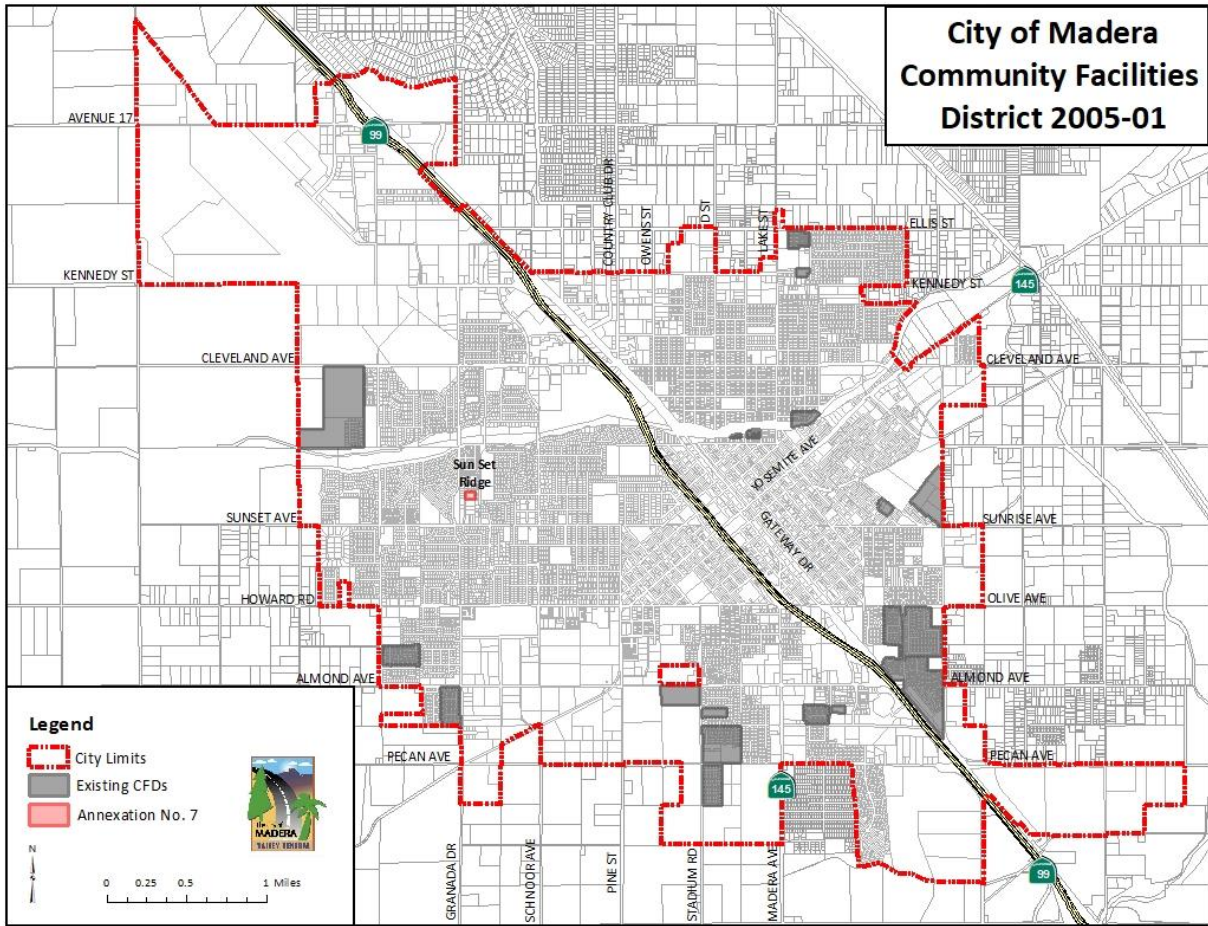 City of Madera
Community Facilities
District 2005-01
AVENUE 17
99
COUNTRY CLUB DR
OWENS ST
D ST
LAKE ST
ELLIS ST
KENNEDY ST
KENNEDY ST
145
CLEVELAND AVE
CLEVELAND AVE
YOSEMITE AVE
Sun Set
Ridge
SUNSET AVE
SUNRISE AVE
GATEWAY DR
HOWARD RD
OLIVE AVE
ALMOND AVE
ALMOND AVE
PECAN AVE
PECAN AVE
145
99
GRANADA DR
SCHNOOR AVE
PINE ST
STADIUM RD
MADERA AVE
Legend
City Limits
Existing CFDs
Annexation No. 7
MADERA
N
0 0.25 0.5 1 Miles